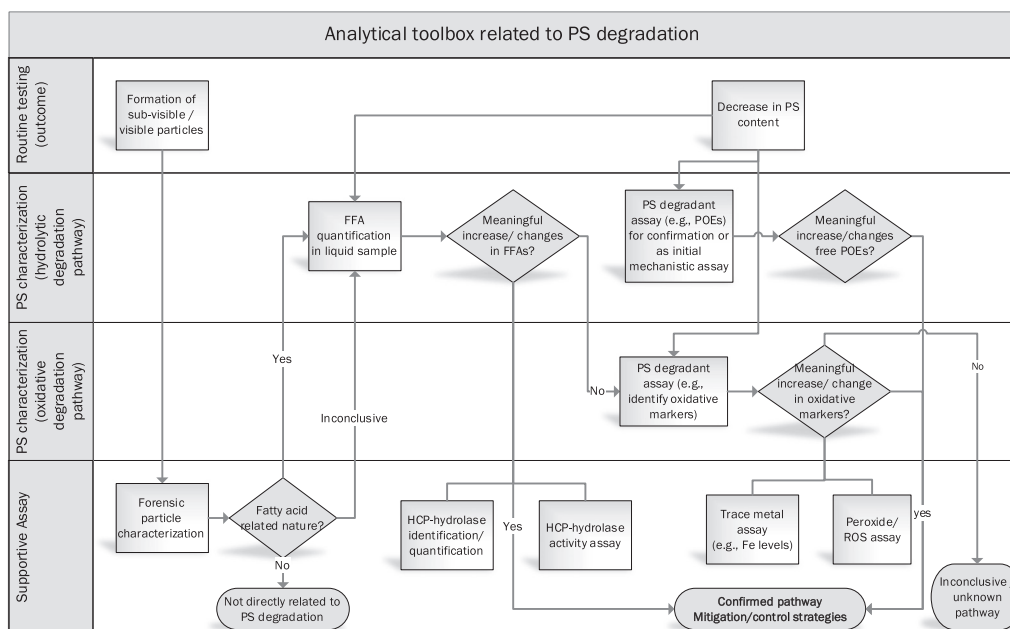 Analytical toolbox related to PS degradation
Routine testing
(outcome)
Formation of
sub-visible /
visible particles
Decrease in PS
content
PS characterization
(hydrolytic
degradation
pathway)
FFA
quantification
in liquid sample
Meaningful
increase/ changes
in FFAs?
PS degradant
assay (e.g., POEs)
for confirmation or
as initial
mechanistic assay
Meaningful
increase/changes
free POEs?
PS characterization
(oxidative
degradation
pathway)
Yes
Inconclusive
No
PS degradant
assay (e.g.,
identify oxidative
markers)
Meaningful
increase/ change
in oxidative
markers?
No
Supportive Assay
Forensic
particle
characterization
Fatty acid
related nature?
No
Not directly related to
PS degradation
HCP-hydrolase
identification/
quantification
Yes
HCP-hydrolase
activity assay
Trace metal
assay
(e.g., Fe levels)
Peroxide/
ROS assay
yes
Confirmed pathway
Mitigation/control strategies
Inconclusive
unknown
pathway